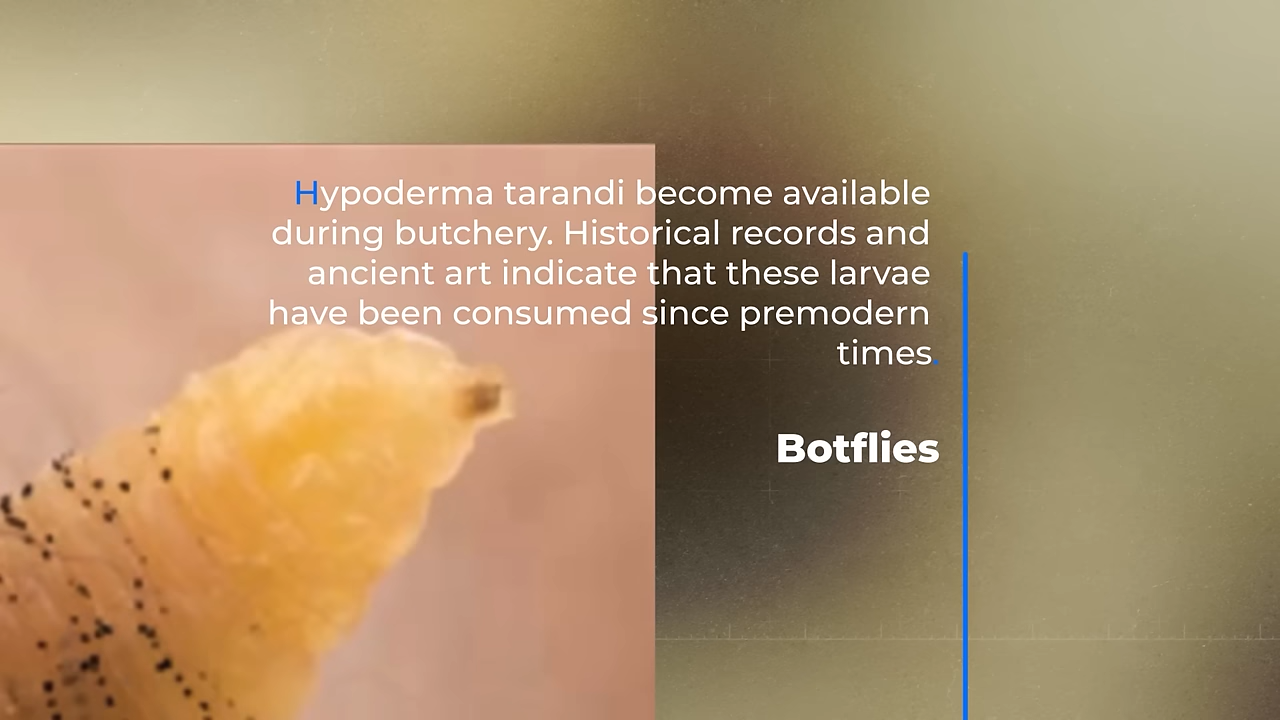 Hypoderma tarandi become available
during butchery. Historical records and
ancient art indicate that these larvae
have been consumed since premodern
times.
Botflies